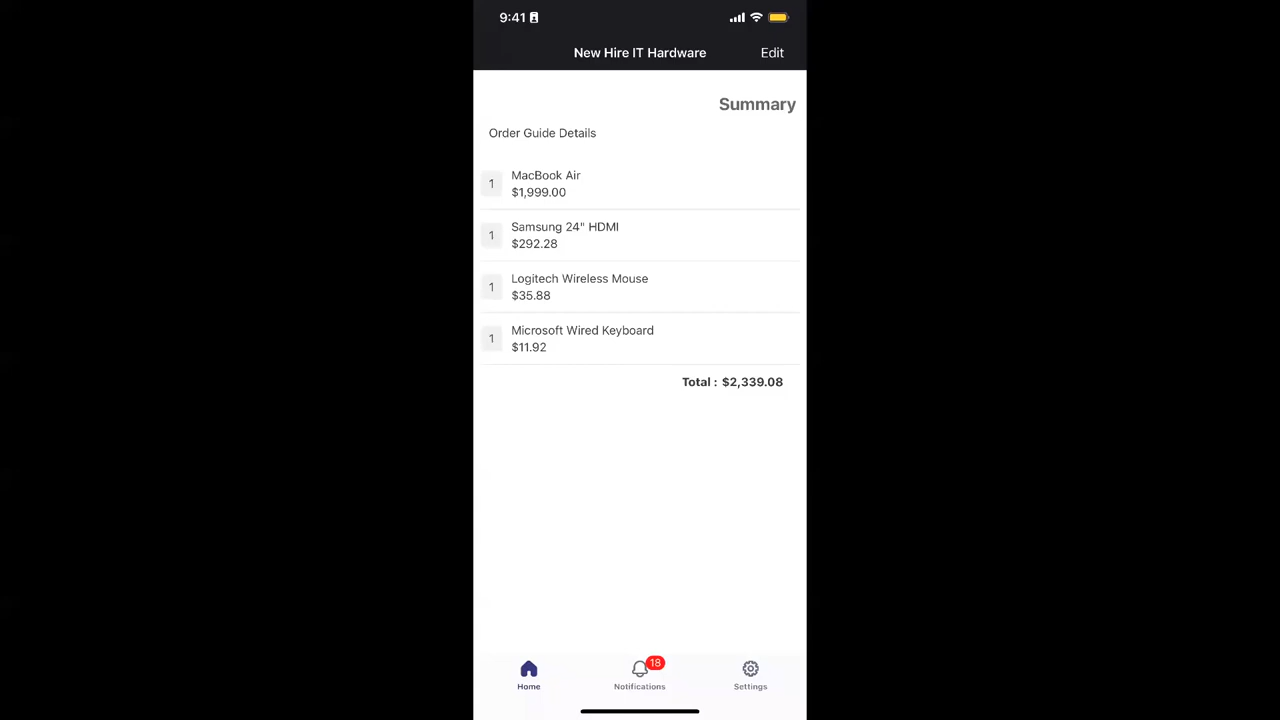 9:41
New Hire IT Hardware
Edit
Summary
Order Guide Details
1
MacBook Air
$1,999.00
1
Samsung 24" HDMI
$292.28
1
Logitech Wireless Mouse
$35.88
1
Microsoft Wired Keyboard
$11.92
Total : $2,339.08
18
Home
Notifications
Settings